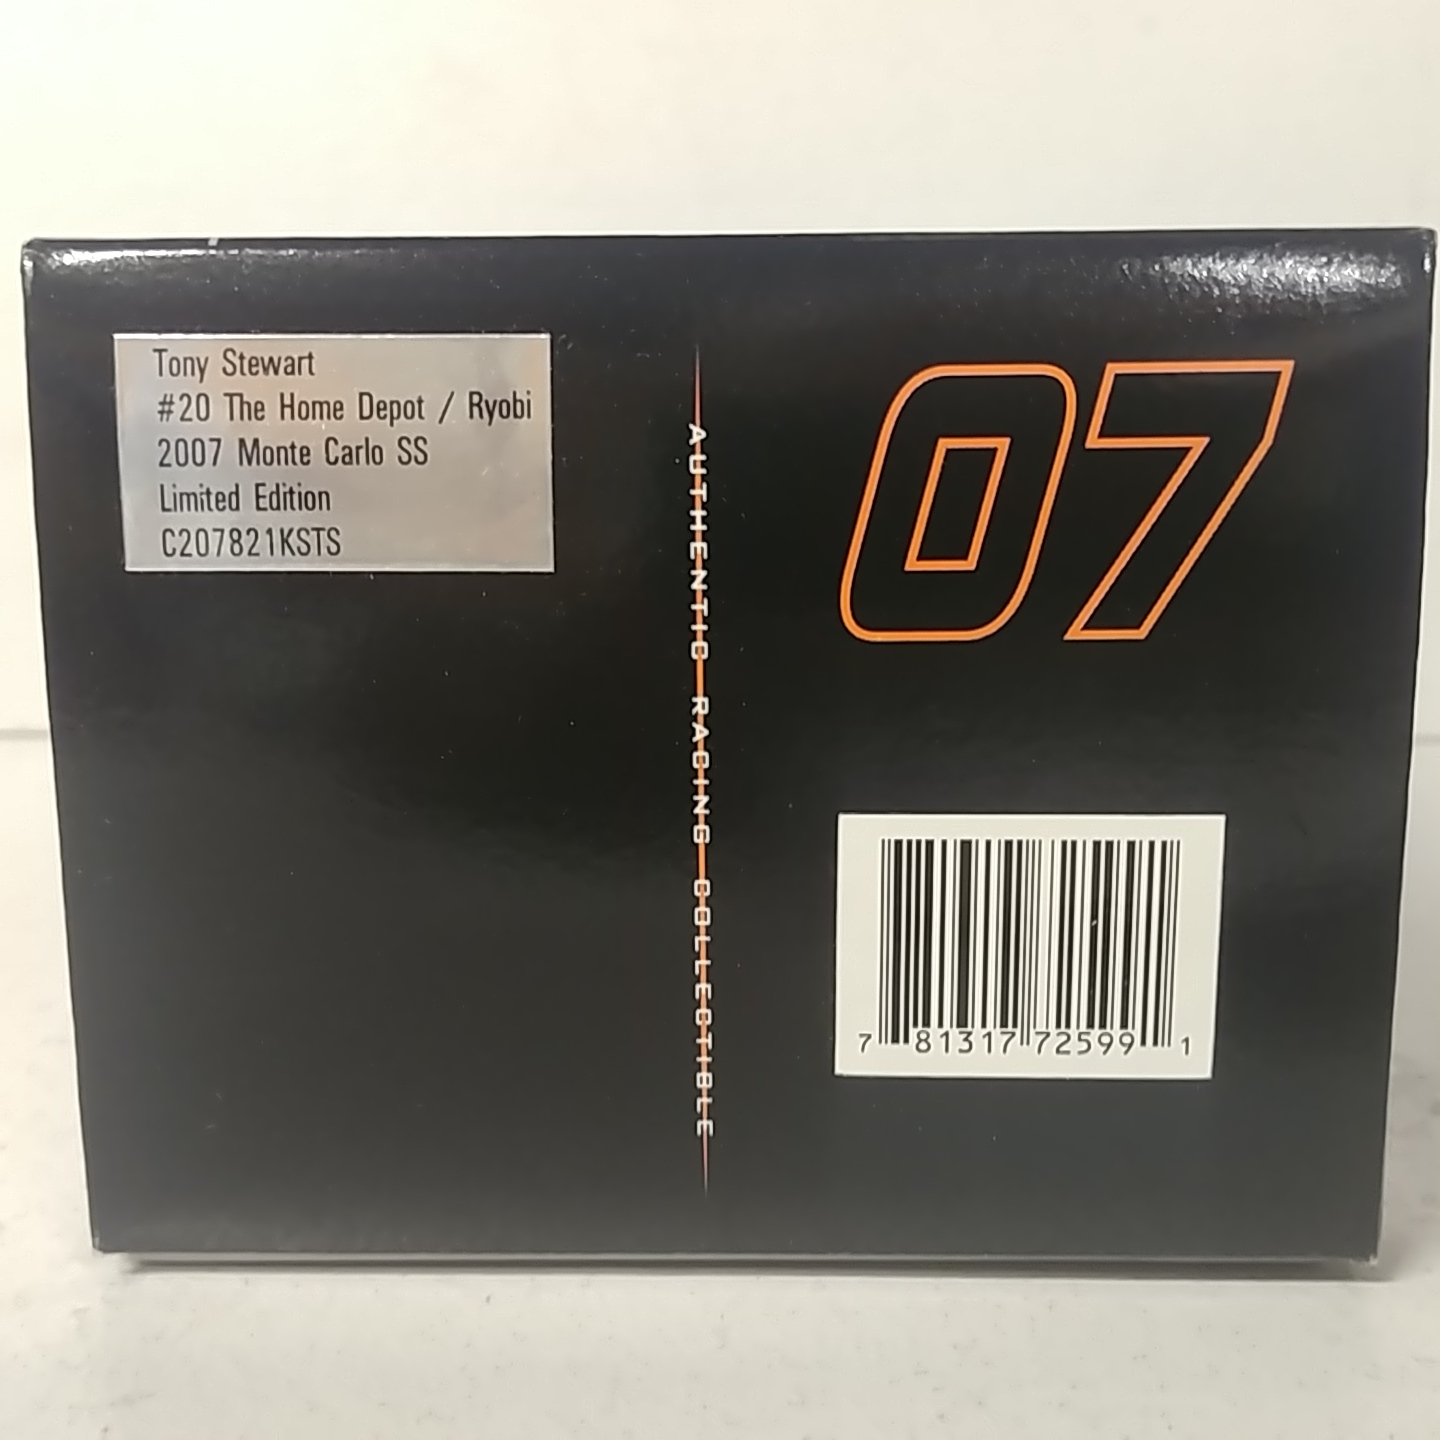 Tony Stewart
#20 The Home Depot / Ryobi
2007 Monte Carlo SS
Limited Edition
C207821KSTS
AUTHENTIC RACING COLLECTIBLE
07
7 81317 72599 1